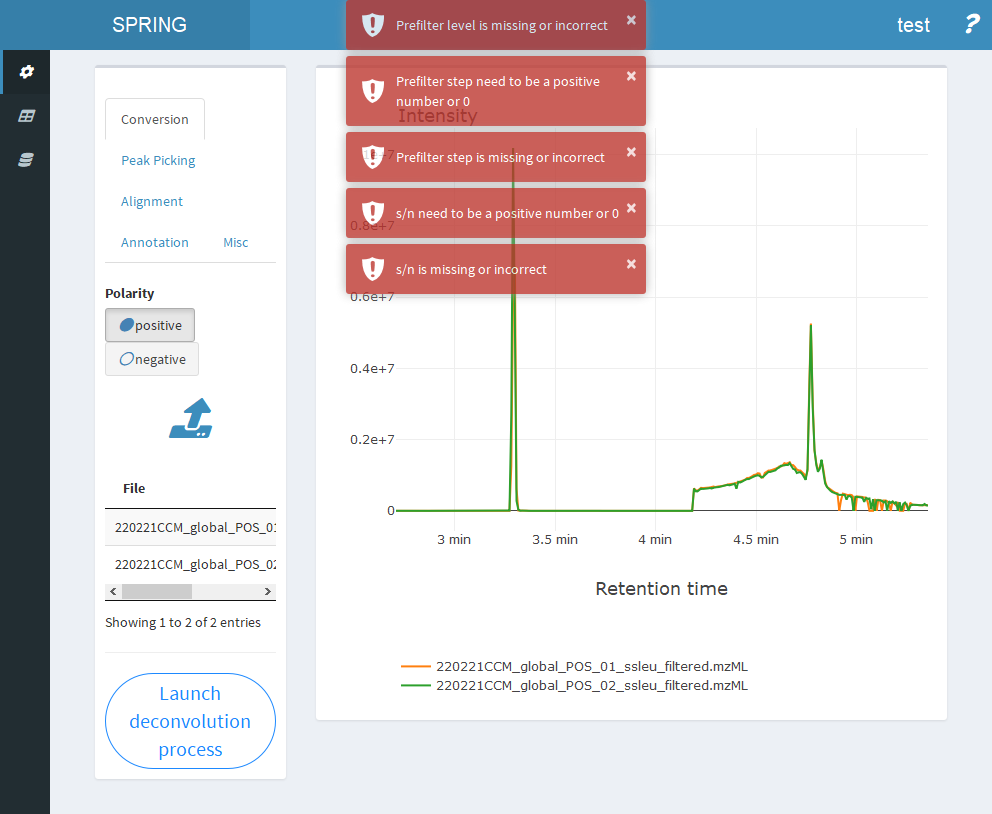 SPRING
test
?
Prefilter level is missing or incorrect ×
Prefilter step need to be a positive ×
number or 0
Prefilter step is missing or incorrect ×
s/n need to be a positive number or 0 ×
s/n is missing or incorrect ×
Conversion
Peak Picking
Alignment
Annotation Misc
Polarity
positive
negative
File
220221CCM_global_POS_01
220221CCM_global_POS_02
Showing 1 to 2 of 2 entries
Launch
deconvolution
process
Intensity
0.8e+7
0.6e+7
0.4e+7
0.2e+7
0
3 min 3.5 min 4 min 4.5 min 5 min
Retention time
220221CCM_global_POS_01_ssleu_filtered.mzML
220221CCM_global_POS_02_ssleu_filtered.mzML